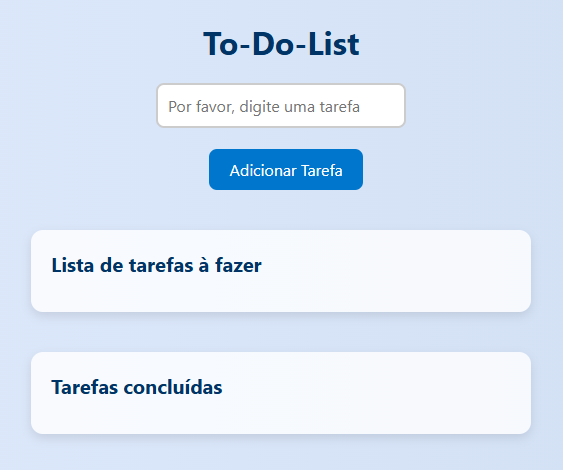 To-Do-List
Por favor, digite uma tarefa
Adicionar Tarefa
Lista de tarefas à fazer
Tarefas concluídas